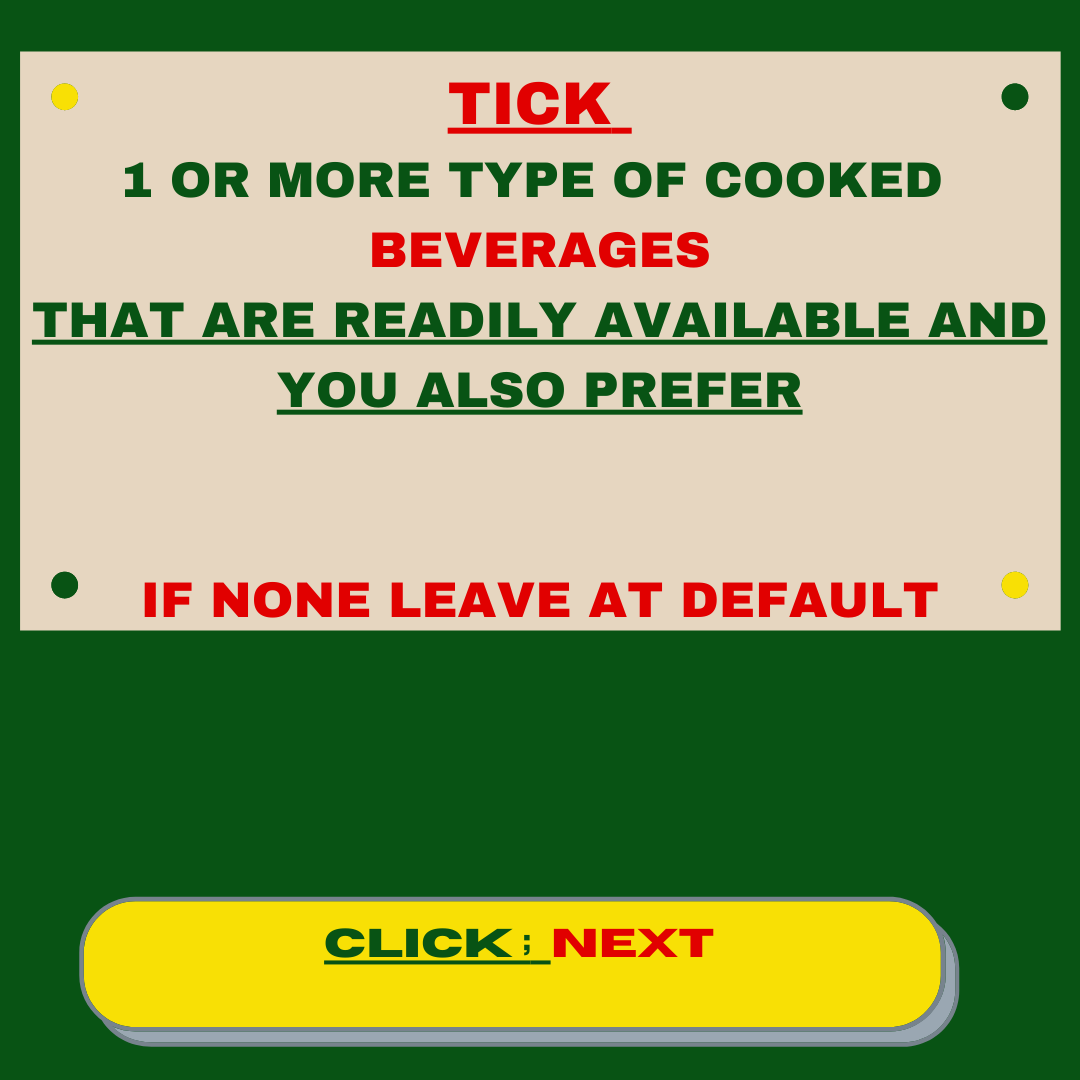 TICK
1 OR MORE TYPE OF COOKED
BEVERAGES
THAT ARE READILY AVAILABLE AND
YOU ALSO PREFER
IF NONE LEAVE AT DEFAULT
CLICK ; NEXT